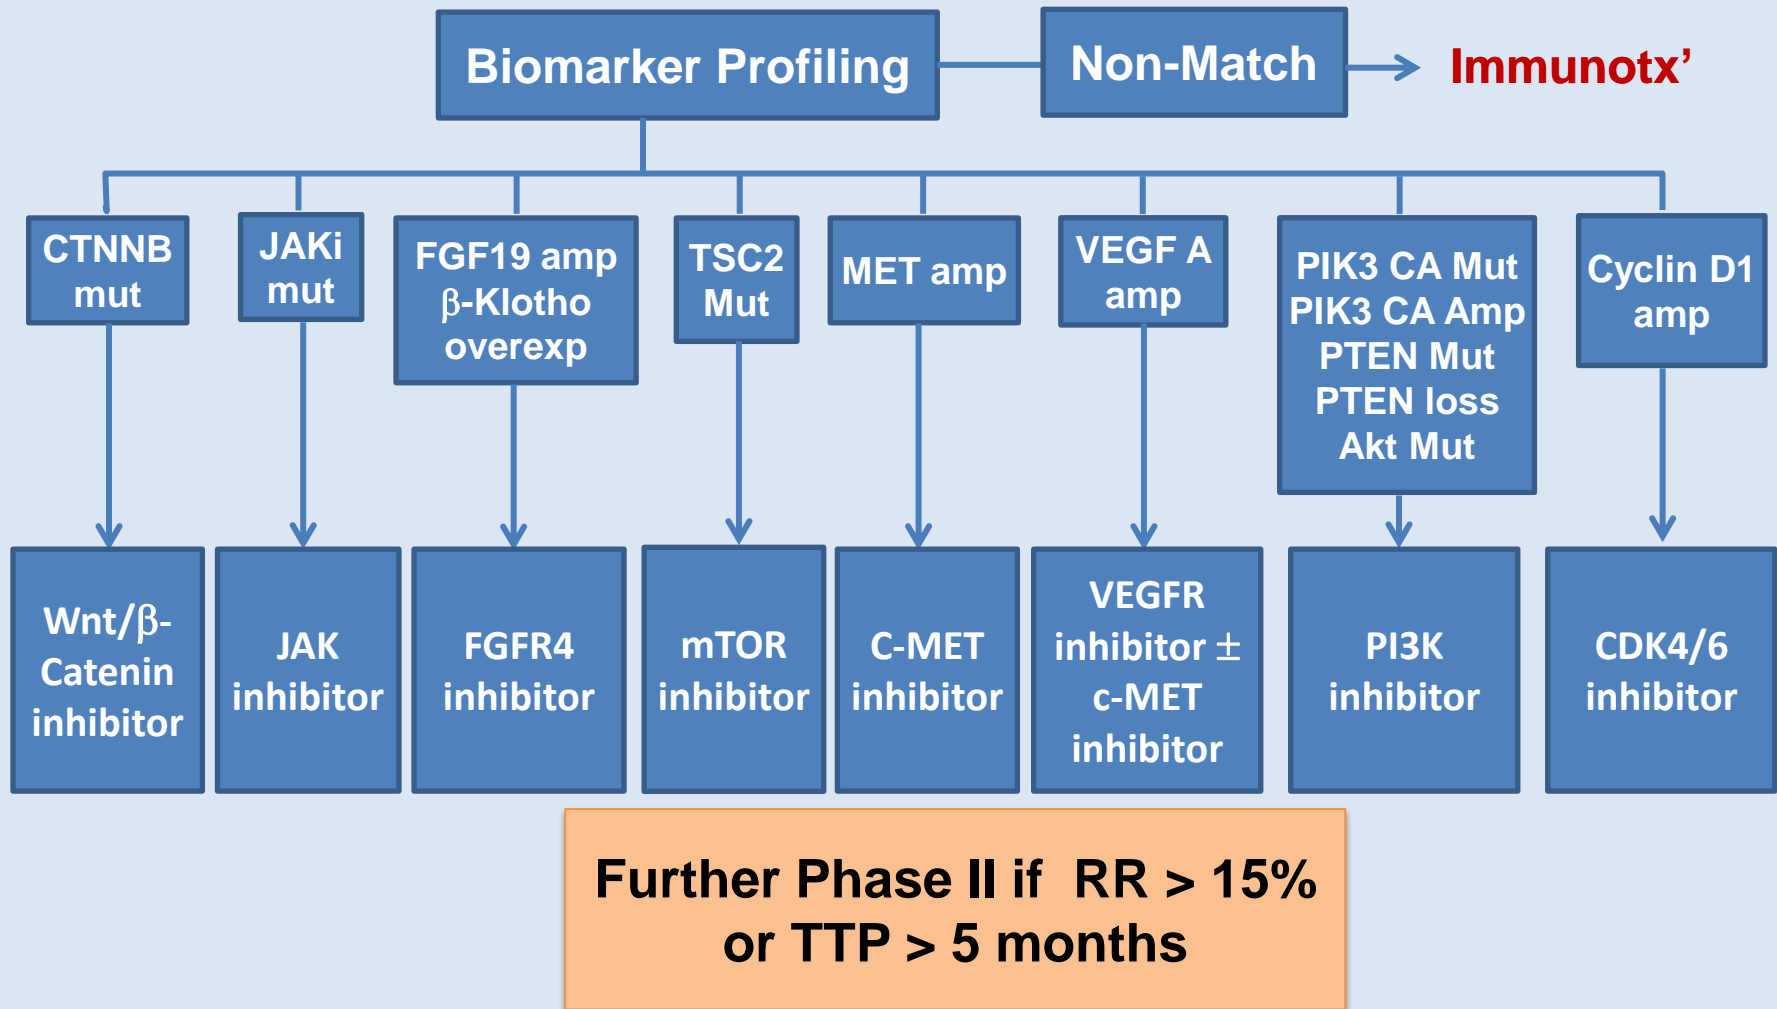 Biomarker Profiling
Non-Match
Immunotx’
CTNNB
mut
JAKi
mut
FGF19 amp
β-Klotho
overexp
TSC2
Mut
MET amp
VEGF A
amp
PIK3 CA Mut
PIK3 CA Amp
PTEN Mut
PTEN loss
Akt Mut
Cyclin D1
amp
Wnt/β-
Catenin
inhibitor
JAK
inhibitor
FGFR4
inhibitor
mTOR
inhibitor
C-MET
inhibitor
VEGFR
inhibitor ±
c-MET
inhibitor
PI3K
inhibitor
CDK4/6
inhibitor
Further Phase II if RR > 15%
or TTP > 5 months